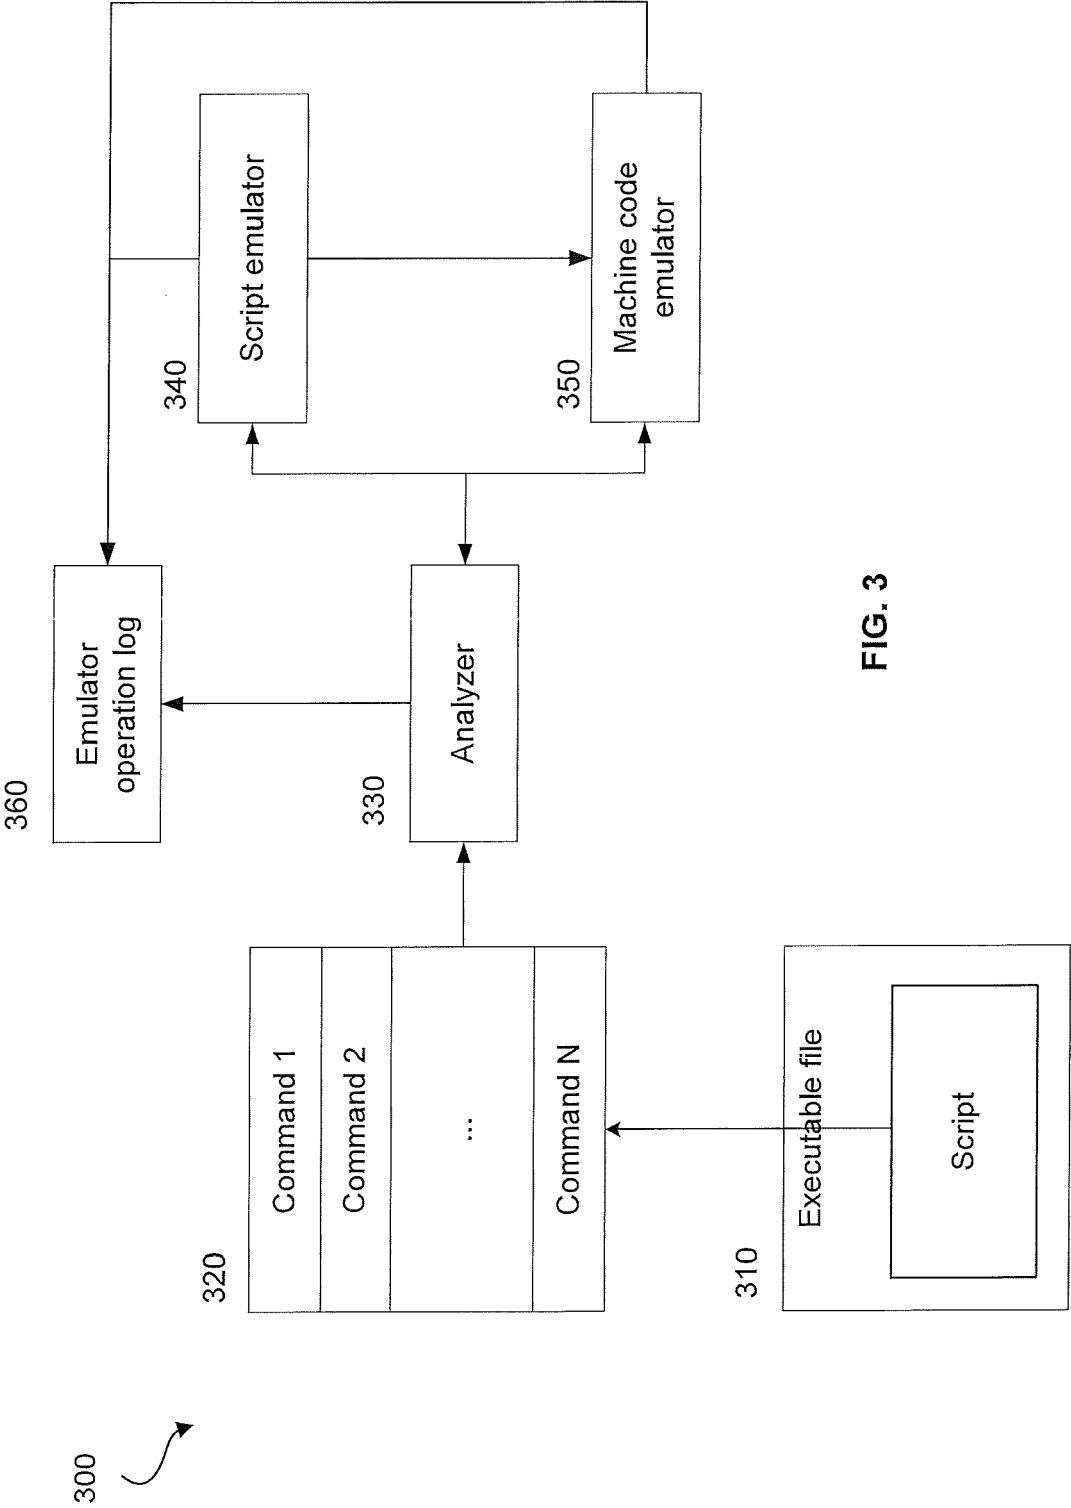 300
320
Command 1
Command 2
...
Command N
310
Executable file
Script
360
Emulator
operation log
330
Analyzer
340
Script emulator
350
Machine code
emulator
FIG. 3